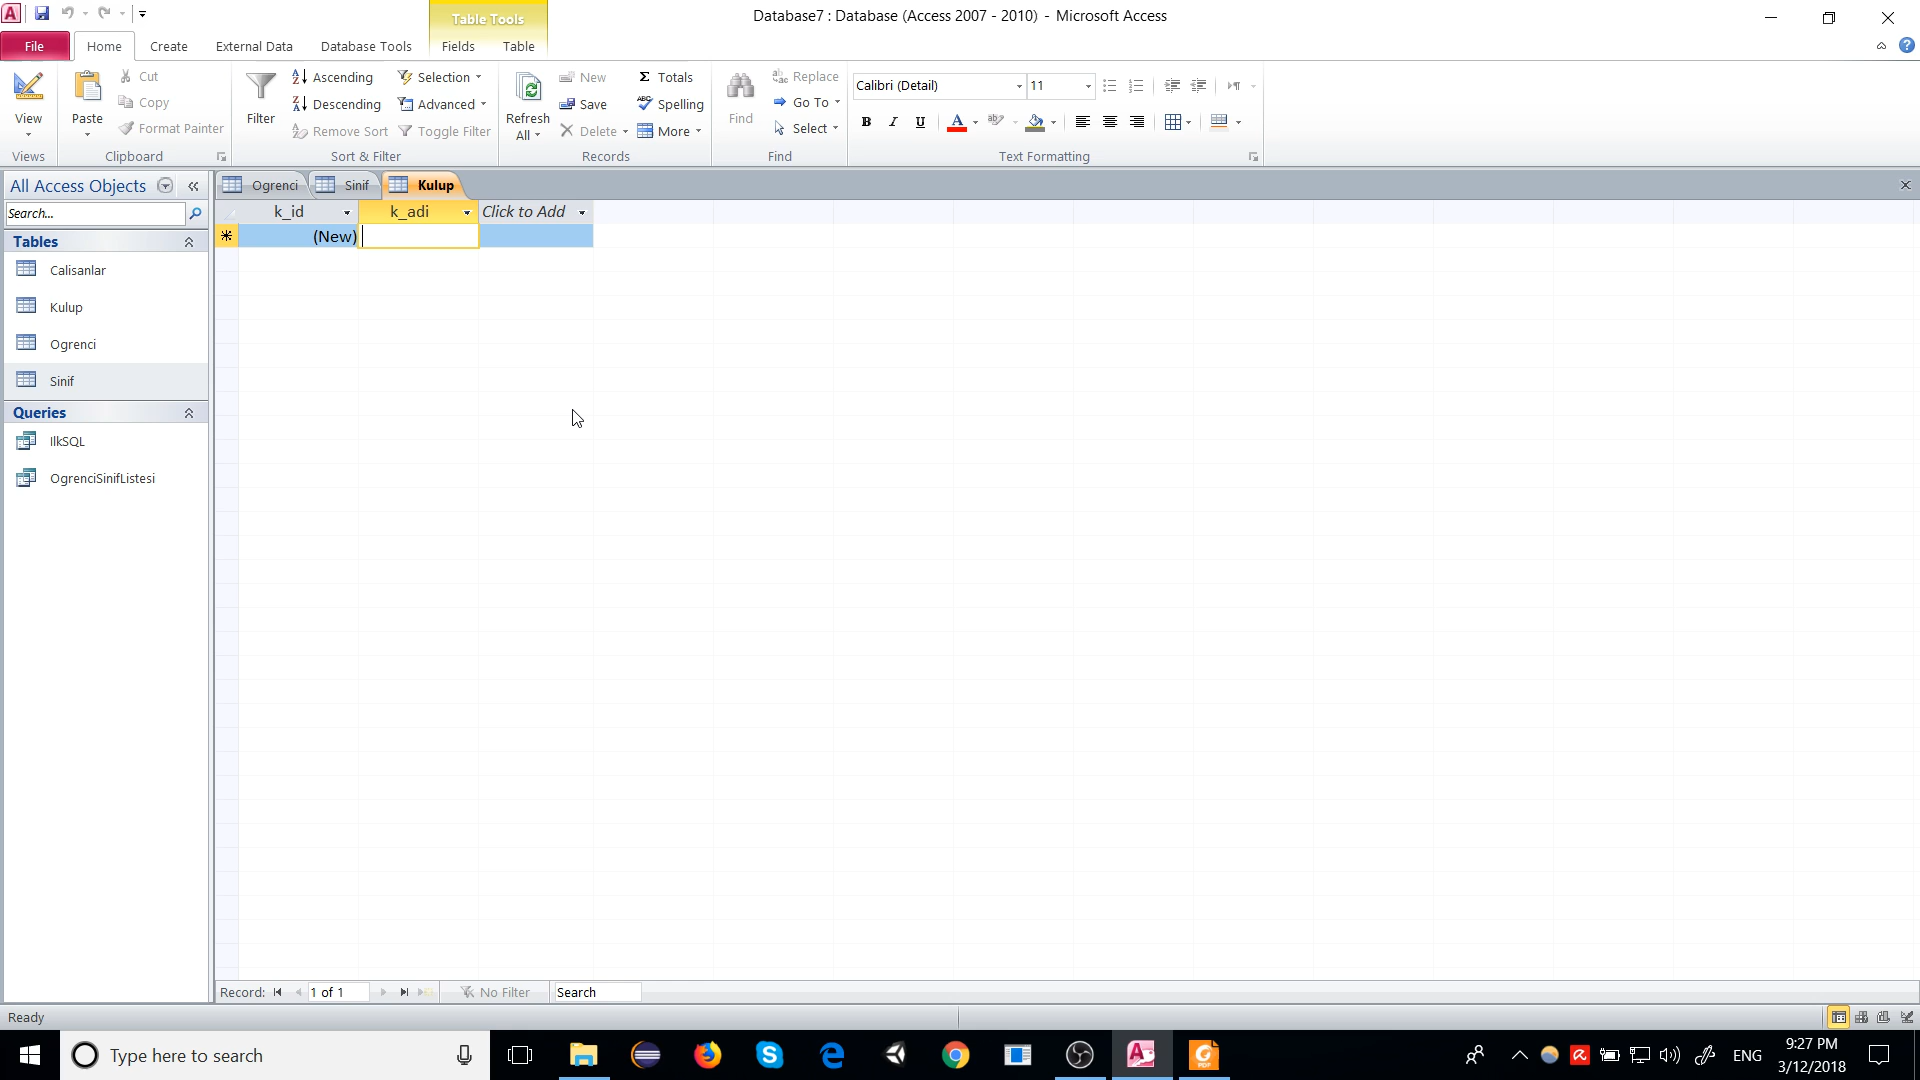 Database7 : Database (Access 2007 - 2010) - Microsoft Access
Table Tools
File Home Create External Data Database Tools Fields Table
View
Views
Paste
Cut
Copy
Format Painter
Clipboard
Filter
Ascending
Descending
Remove Sort
Selection
Advanced
Toggle Filter
Sort & Filter
Refresh
All
New
Save
Delete
Totals
Spelling
More
Records
Find
Replace
Go To
Select
Find
Calibri (Detail) 11
B I U A
Text Formatting
All Access Objects
Search...
Tables
Calisanlar
Kulup
Ogrenci
Sinif
Queries
IlkSQL
OgrenciSinifListesi
Ogrenci Sinif Kulup
k_id k_adi Click to Add
(New)
Record: 1 of 1 No Filter Search
Ready
Type here to search
ENG
9:27 PM
3/12/2018